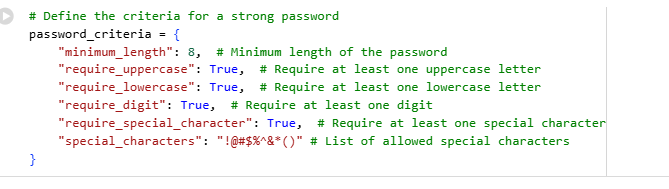 # Define the criteria for a strong password
password_criteria = {
    "minimum_length": 8,  # Minimum length of the password
    "require_uppercase": True,  # Require at least one uppercase letter
    "require_lowercase": True,  # Require at least one lowercase letter
    "require_digit": True,  # Require at least one digit
    "require_special_character": True,  # Require at least one special character
    "special_characters": "!@#$%^&*()" # List of allowed special characters
}